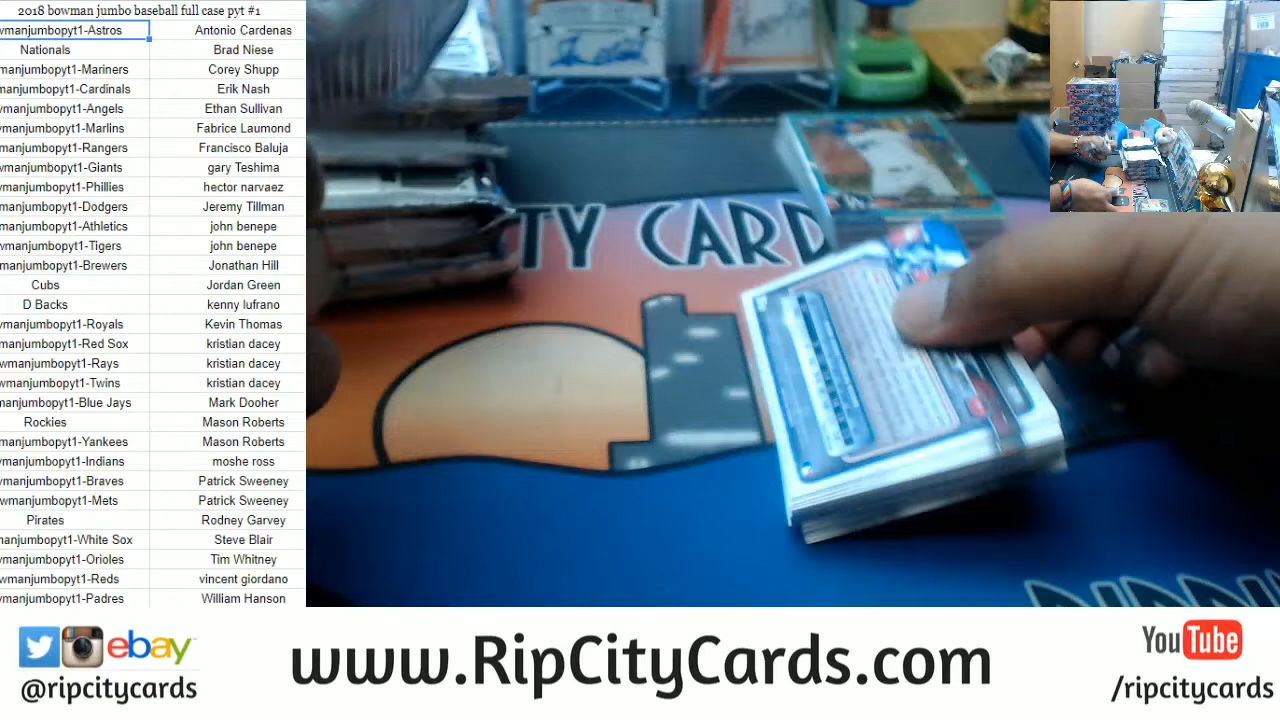 2018 bowman jumbo baseball full case pyt #1
wmanjumbopyt1-Astros Antonio Cardenas
Nationals Brad Niese
manjumbopyt1-Mariners Corey Shupp
manjumbopyt1-Cardinals Erik Nash
wmanjumbopyt1-Angels Ethan Sullivan
wmanjumbopyt1-Marlins Fabrice Laumond
manjumbopyt1-Rangers Francisco Baluja
wmanjumbopyt1-Giants gary Teshima
manjumbopyt1-Phillies hector narvaez
manjumbopyt1-Dodgers Jeremy Tillman
manjumbopyt1-Athletics john benepe
wmanjumbopyt1-Tigers john benepe
manjumbopyt1-Brewers Jonathan Hill
Cubs Jordan Green
D Backs kenny lufrano
wmanjumbopyt1-Royals Kevin Thomas
manjumbopyt1-Red Sox kristian dacey
wmanjumbopyt1-Rays kristian dacey
wmanjumbopyt1-Twins kristian dacey
manjumbopyt1-Blue Jays Mark Dooher
Rockies Mason Roberts
manjumbopyt1-Yankees Mason Roberts
wmanjumbopyt1-Indians moshe ross
wmanjumbopyt1-Braves Patrick Sweeney
wmanjumbopyt1-Mets Patrick Sweeney
Pirates Rodney Garvey
manjumbopyt1-White Sox Steve Blair
manjumbopyt1-Orioles Tim Whitney
wmanjumbopyt1-Reds vincent giordano
manjumbopyt1-Padres William Hanson
TY CARD
ebay
@ripcitycards
www.RipCityCards.com
YouTube
/ripcitycards